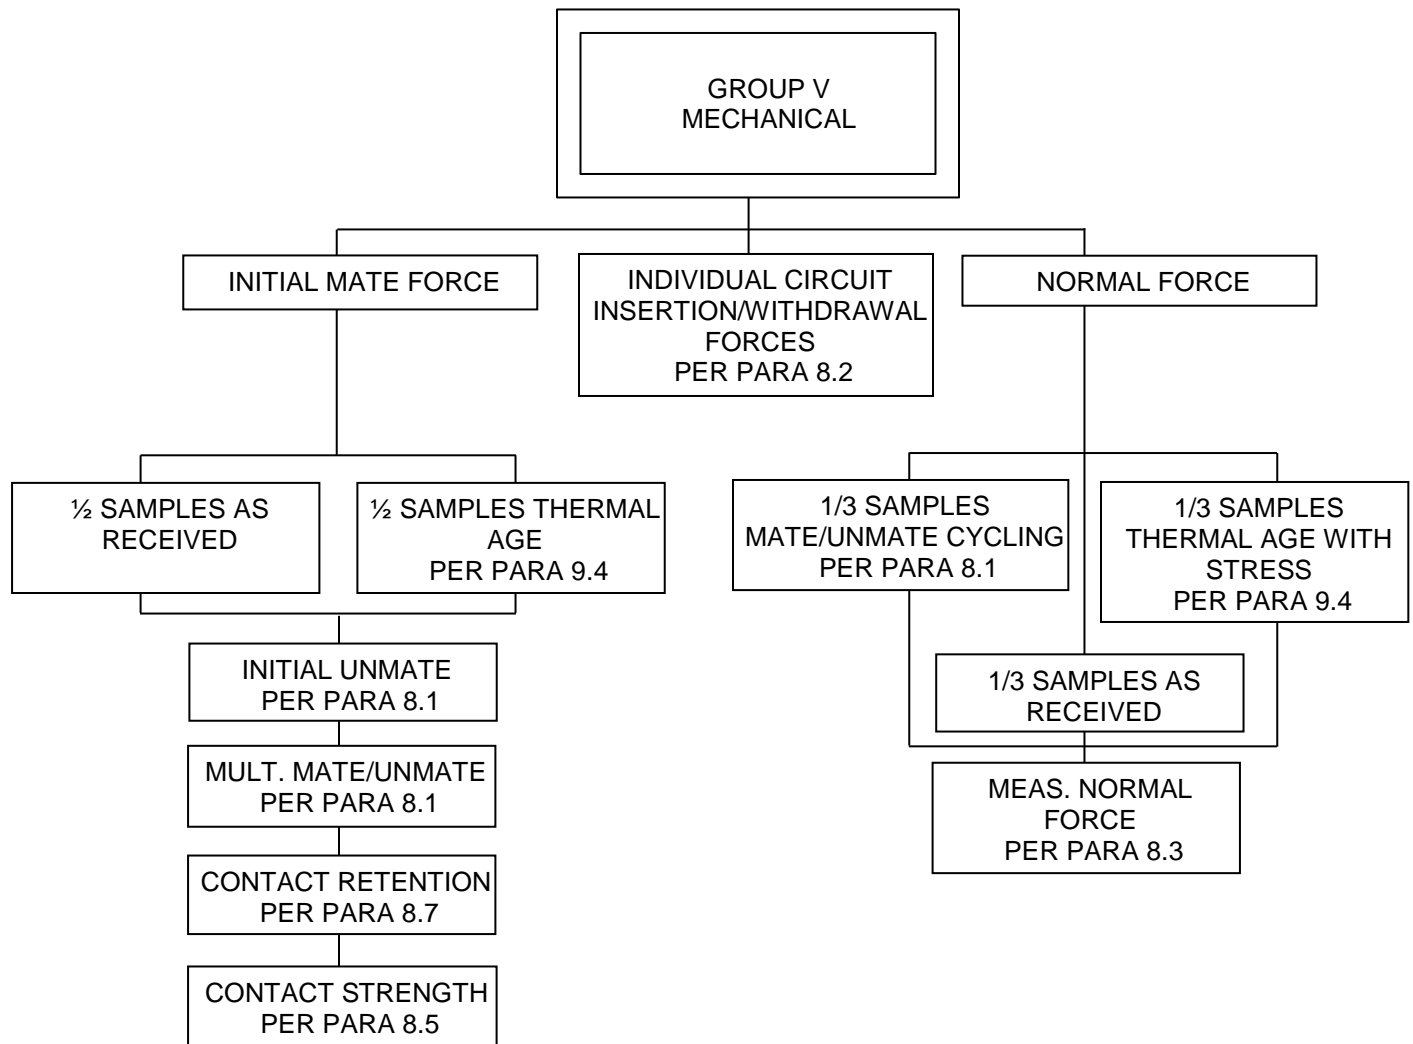 GROUP V
MECHANICAL
INITIAL MATE FORCE
INDIVIDUAL CIRCUIT
INSERTION/WITHDRAWAL
FORCES
PER PARA 8.2
NORMAL FORCE
½ SAMPLES AS
RECEIVED
½ SAMPLES THERMAL
AGE
PER PARA 9.4
1/3 SAMPLES
MATE/UNMATE CYCLING
PER PARA 8.1
1/3 SAMPLES
THERMAL AGE WITH
STRESS
PER PARA 9.4
INITIAL UNMATE
PER PARA 8.1
1/3 SAMPLES AS
RECEIVED
MULT. MATE/UNMATE
PER PARA 8.1
MEAS. NORMAL
FORCE
PER PARA 8.3
CONTACT RETENTION
PER PARA 8.7
CONTACT STRENGTH
PER PARA 8.5